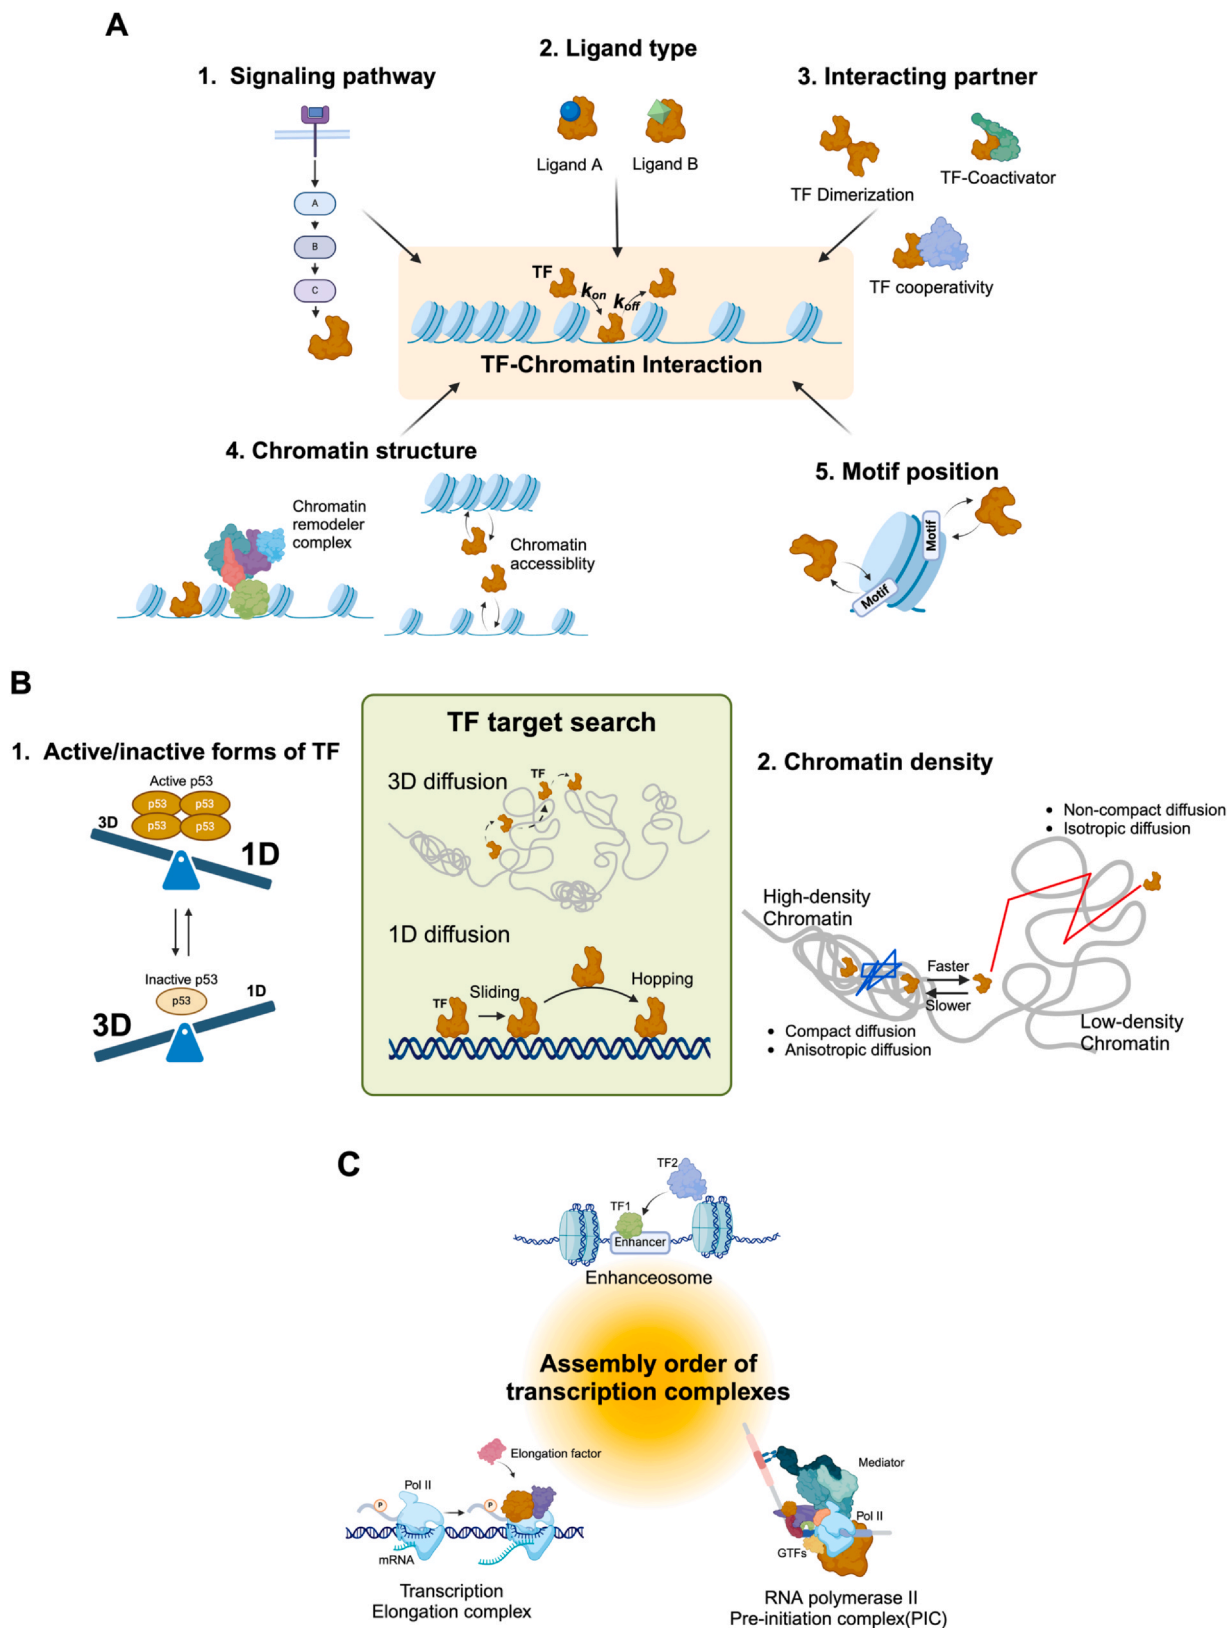 A
1. Signaling pathway
A
B
C
2. Ligand type
Ligand A
Ligand B
3. Interacting partner
TF Dimerization
TF-Coactivator
TF cooperativity
TF
kon
koff
TF-Chromatin Interaction
4. Chromatin structure
Chromatin
remodeler
complex
Chromatin
accessiblity
5. Motif position
Motif
Motif
B
1. Active/inactive forms of TF
Active p53
p53
p53
p53
p53
3D
1D
Inactive p53
p53
1D
3D
TF target search
3D diffusion
TF
1D diffusion
TF
Sliding
Hopping
2. Chromatin density
• Non-compact diffusion
• Isotropic diffusion
High-density
Chromatin
Faster
Slower
• Compact diffusion
• Anisotropic diffusion
Low-density
Chromatin
C
TF2
TF1
Enhancer
Enhanceosome
Assembly order of
transcription complexes
Elongation factor
Pol II
P
P
mRNA
Transcription
Elongation complex
Mediator
Pol II
GTFs
RNA polymerase II
Pre-initiation complex(PIC)